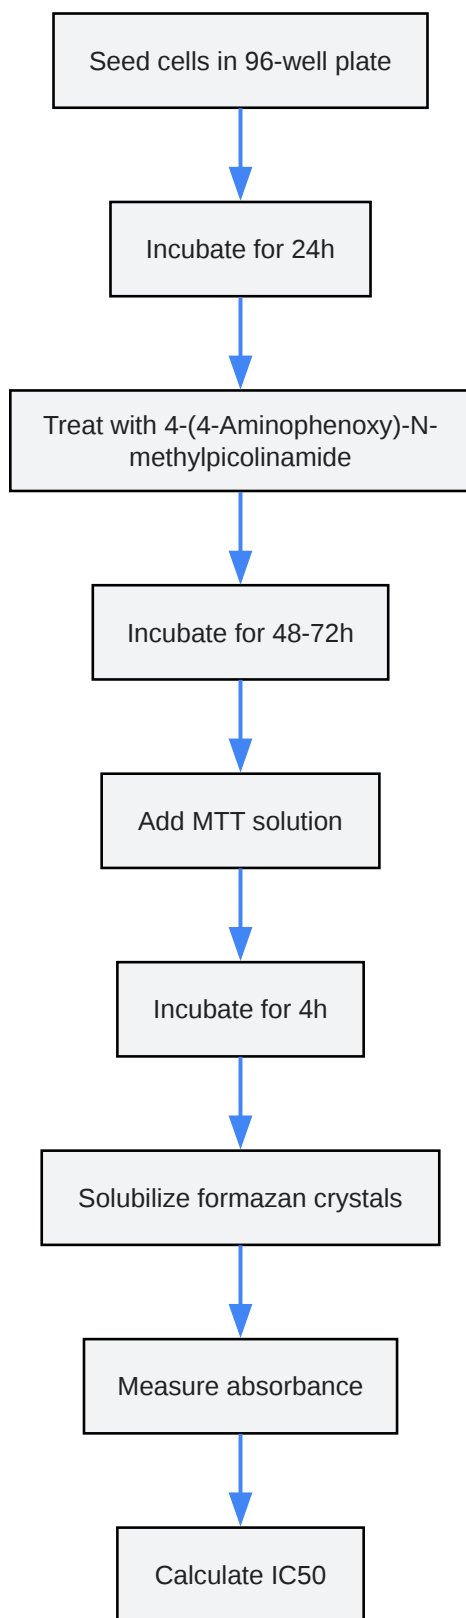 Seed cells in 96-well plate
Incubate for 24h
Treat with 4-(4-Aminophenoxy)-N-
methylpicolinamide
Incubate for 48-72h
Add MTT solution
Incubate for 4h
Solubilize formazan crystals
Measure absorbance
Calculate IC50